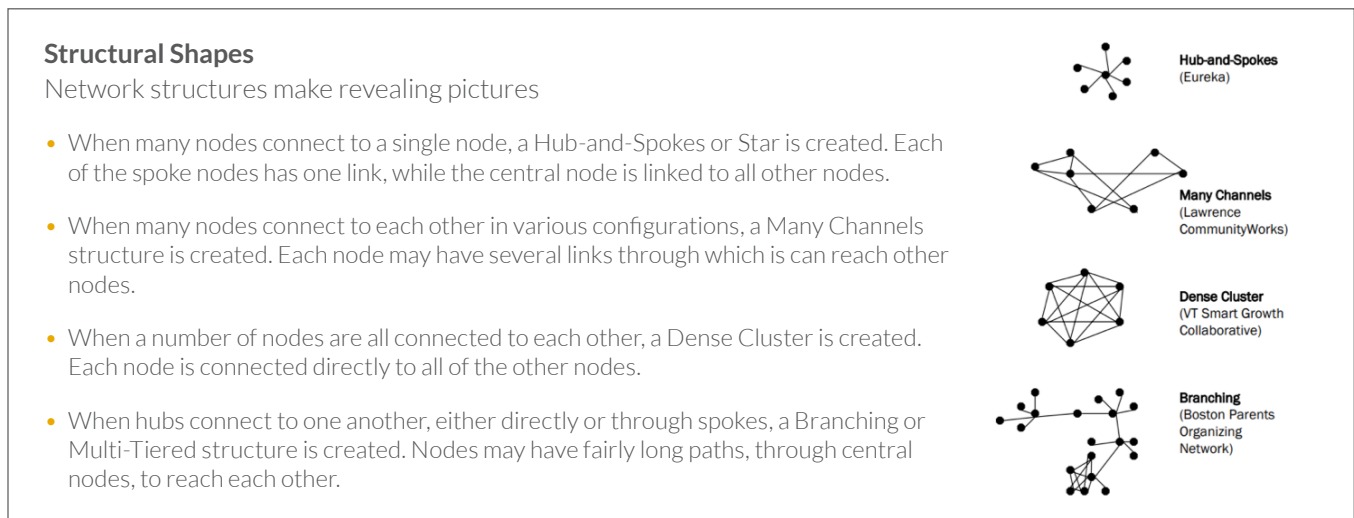 Structural Shapes
Network structures make revealing pictures
• When many nodes connect to a single node, a Hub-and-Spokes or Star is created. Each
of the spoke nodes has one link, while the central node is linked to all other nodes.
• When many nodes connect to each other in various configurations, a Many Channels
structure is created. Each node may have several links through which is can reach other
nodes.
• When a number of nodes are all connected to each other, a Dense Cluster is created.
Each node is connected directly to all of the other nodes.
• When hubs connect to one another, either directly or through spokes, a Branching or
Multi-Tiered structure is created. Nodes may have fairly long paths, through central
nodes, to reach each other.
Hub-and-Spokes
(Eureka)
Many Channels
(Lawrence
CommunityWorks)
Dense Cluster
(VT Smart Growth
Collaborative)
Branching
(Boston Parents
Organizing
Network)